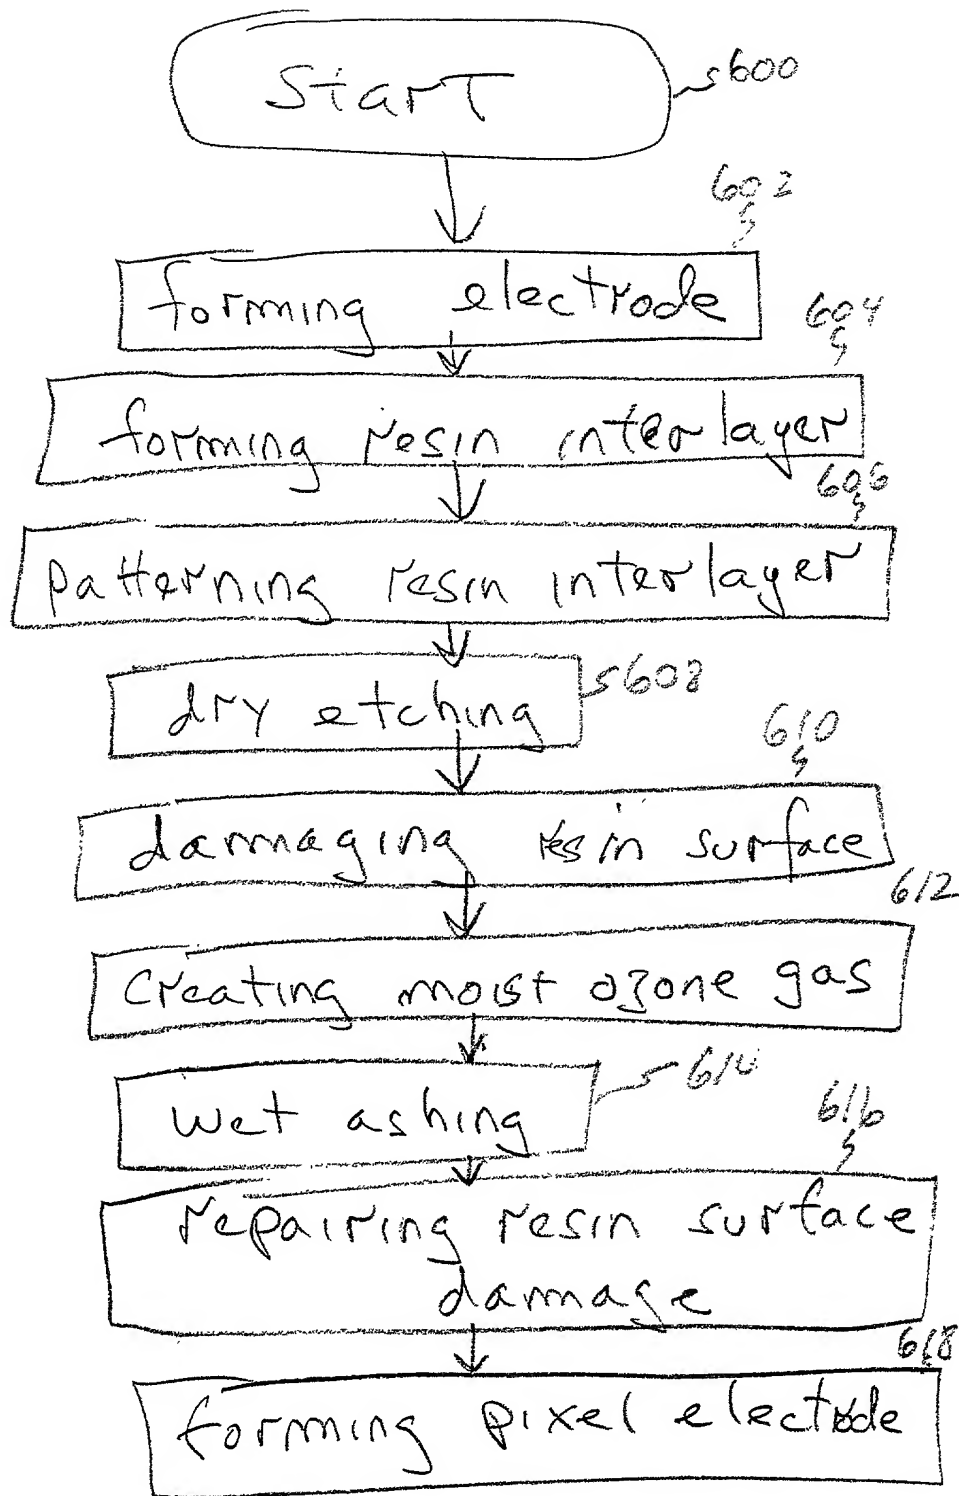 Start
600
602
forming electrode
604
forming resin interlayer
606
patterning resin interlayer
608
dry etching
610
damaging resin surface
612
Creating moist ozone gas
614
wet ashing
616
repairing resin surface
damage
618
forming pixel electrode